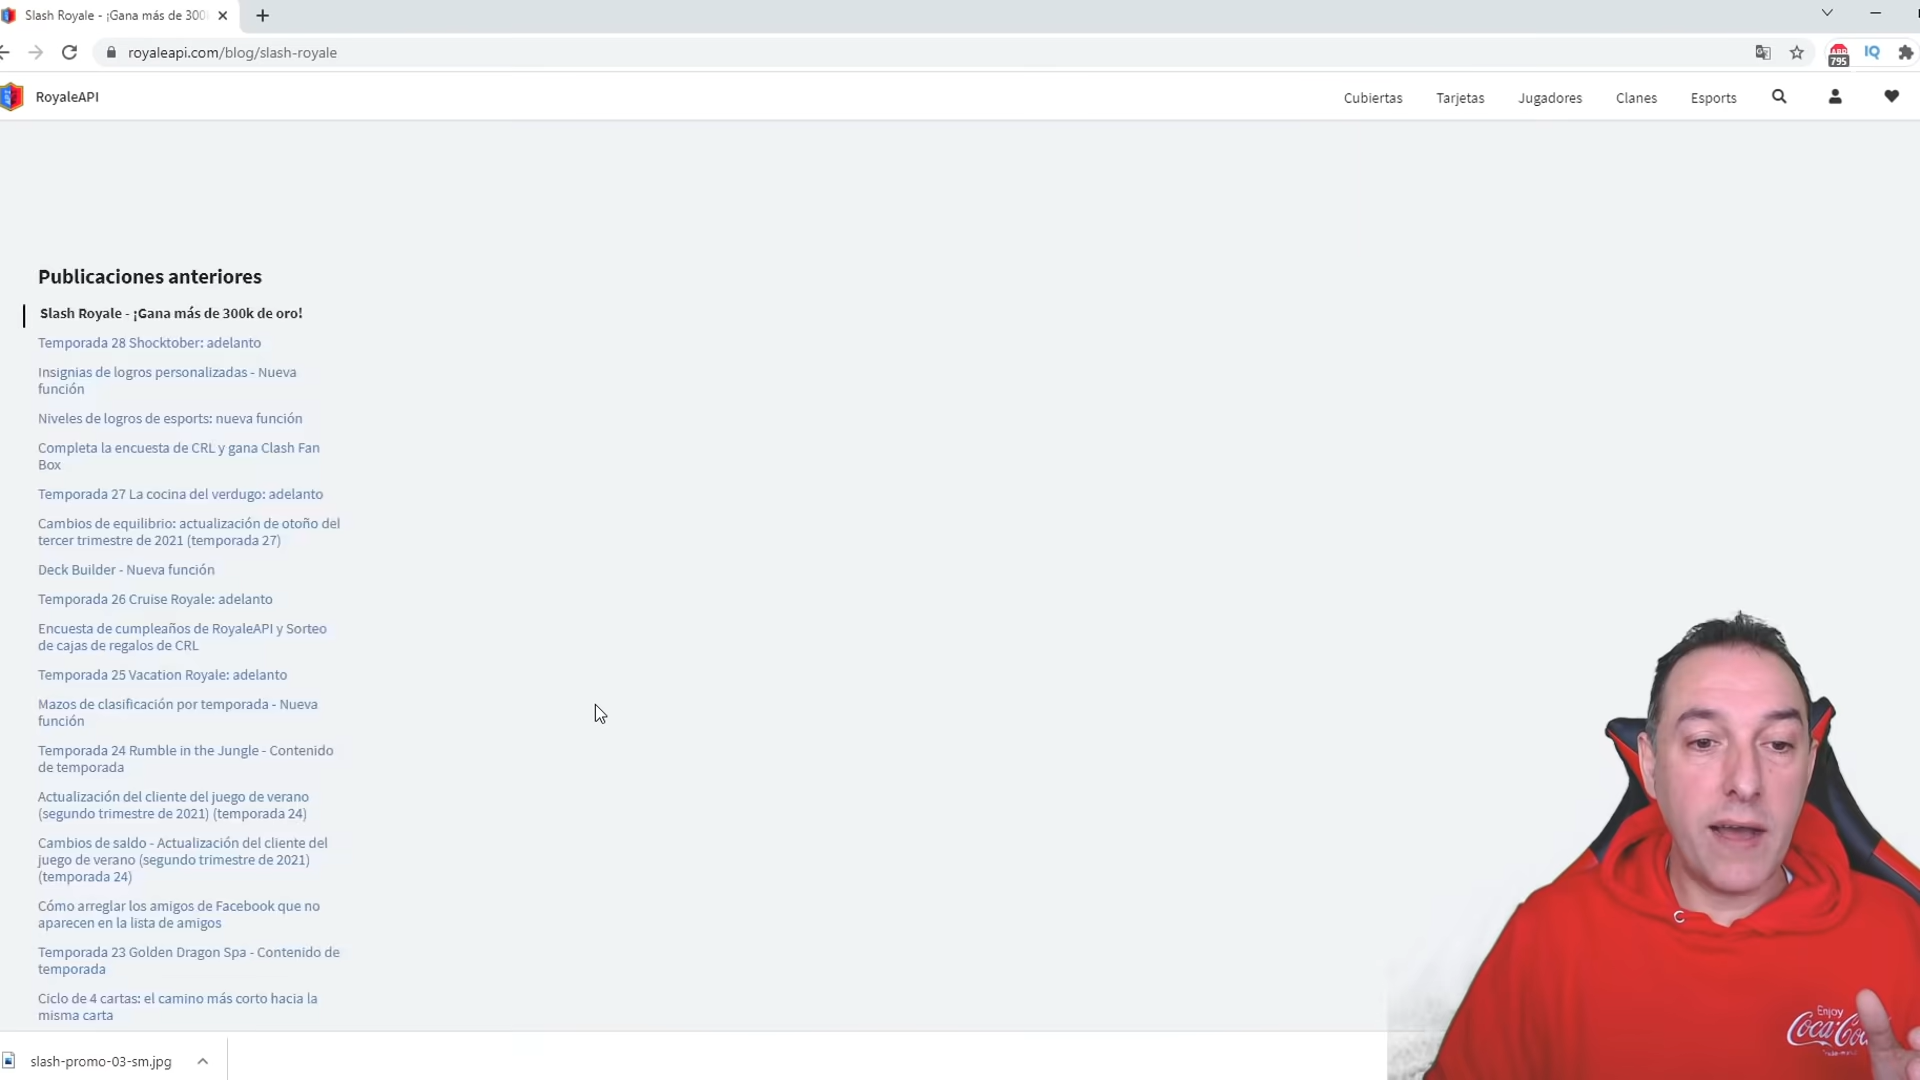 Slash Royale - ¡Gana más de 300k
royaleapi.com/blog/slash-royale
795
IQ
RoyaleAPI
Cubiertas
Tarjetas
Jugadores
Clanes
Esports
Publicaciones anteriores
Slash Royale - ¡Gana más de 300k de oro!
Temporada 28 Shocktober: adelanto
Insignias de logros personalizadas - Nueva
función
Niveles de logros de esports: nueva función
Completa la encuesta de CRL y gana Clash Fan
Box
Temporada 27 La cocina del verdugo: adelanto
Cambios de equilibrio: actualización de otoño del
tercer trimestre de 2021 (temporada 27)
Deck Builder - Nueva función
Temporada 26 Cruise Royale: adelanto
Encuesta de cumpleaños de RoyaleAPI y Sorteo
de cajas de regalos de CRL
Temporada 25 Vacation Royale: adelanto
Mazos de clasificación por temporada - Nueva
función
Temporada 24 Rumble in the Jungle - Contenido
de temporada
Actualización del cliente del juego de verano
(segundo trimestre de 2021) (temporada 24)
Cambios de saldo - Actualización del cliente del
juego de verano (segundo trimestre de 2021)
(temporada 24)
Cómo arreglar los amigos de Facebook que no
aparecen en la lista de amigos
Temporada 23 Golden Dragon Spa - Contenido de
temporada
Ciclo de 4 cartas: el camino más corto hacia la
misma carta
Enjoy
slash-promo-03-sm.jpg